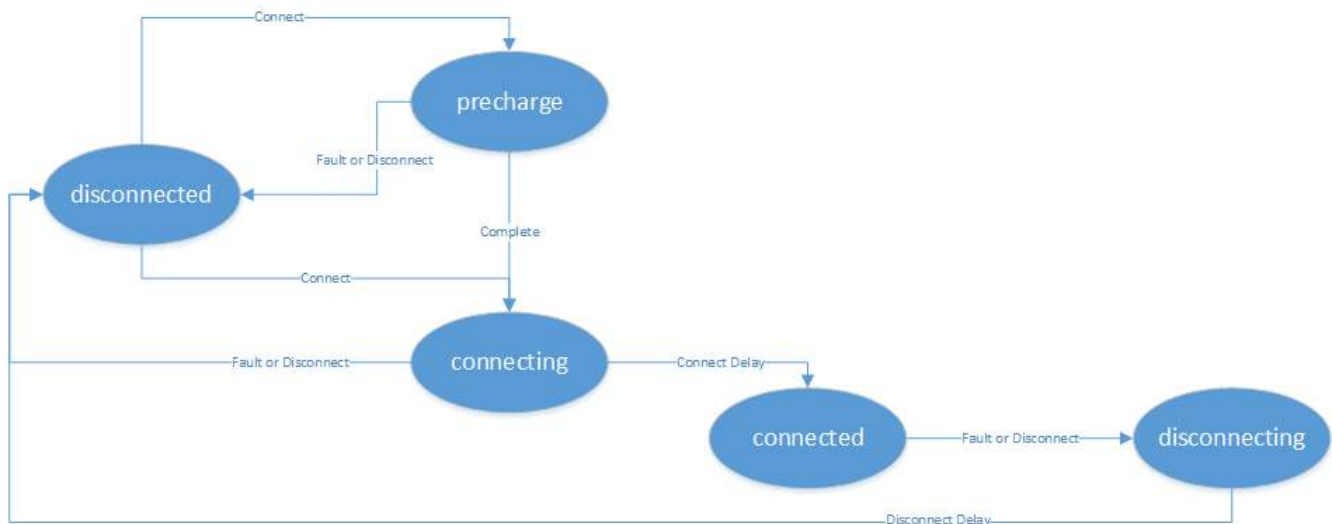 Connect
precharge
Fault or Disconnect
disconnected
Complete
Connect
Fault or Disconnect
connecting
Connect Delay
connected
Fault or Disconnect
disconnecting
Disconnect Delay